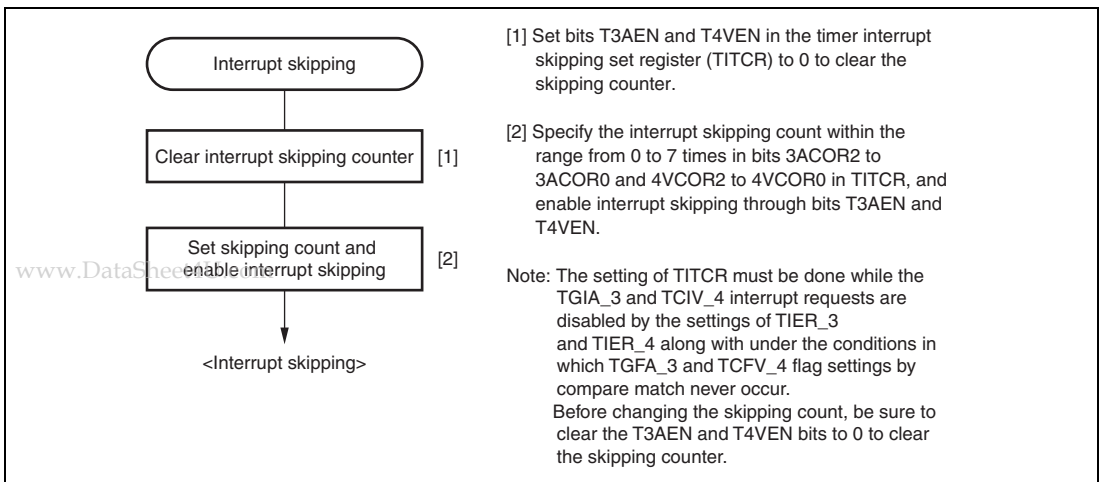 Interrupt skipping
Clear interrupt skipping counter
[1]
Set skipping count and
enable interrupt skipping
[2]
<Interrupt skipping>
[1] Set bits T3AEN and T4VEN in the timer interrupt
skipping set register (TITCR) to 0 to clear the
skipping counter.
[2] Specify the interrupt skipping count within the
range from 0 to 7 times in bits 3ACOR2 to
3ACOR0 and 4VCOR2 to 4VCOR0 in TITCR, and
enable interrupt skipping through bits T3AEN and
T4VEN.
Note: The setting of TITCR must be done while the
TGIA_3 and TCIV_4 interrupt requests are
disabled by the settings of TIER_3
and TIER_4 along with under the conditions in
which TGFA_3 and TCFV_4 flag settings by
compare match never occur.
Before changing the skipping count, be sure to
clear the T3AEN and T4VEN bits to 0 to clear
the skipping counter.
www.DataSheet4U.com